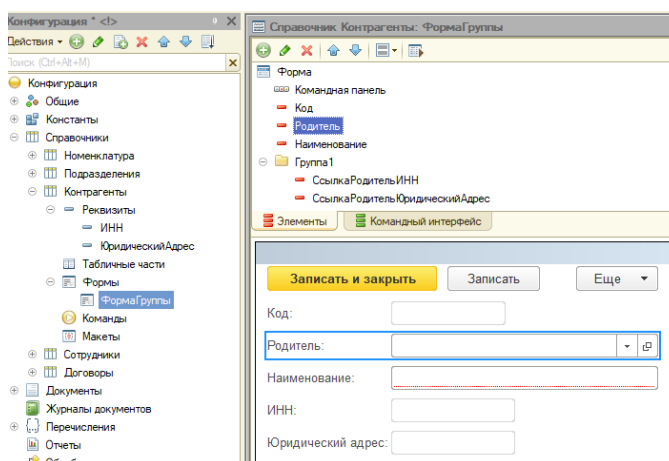 Конфигурация * <!>
Действия
Поиск (Ctrl+Alt+M)
Конфигурация
Общие
Константы
Справочники
Номенклатура
Подразделения
Контрагенты
Реквизиты
ИНН
ЮридическийАдрес
Табличные части
Формы
ФормаГруппы
Команды
Макеты
Сотрудники
Договоры
Документы
Журналы документов
Перечисления
Отчеты
Справочник Контрагенты: ФормаГруппы
Форма
Командная панель
Код
Родитель
Наименование
Группа1
СсылкаРодительИНН
СсылкаРодительЮридическийАдрес
Элементы
Командный интерфейс
Записать и закрыть Записать Еще
Код:
Родитель:
Наименование:
ИНН:
Юридический адрес: